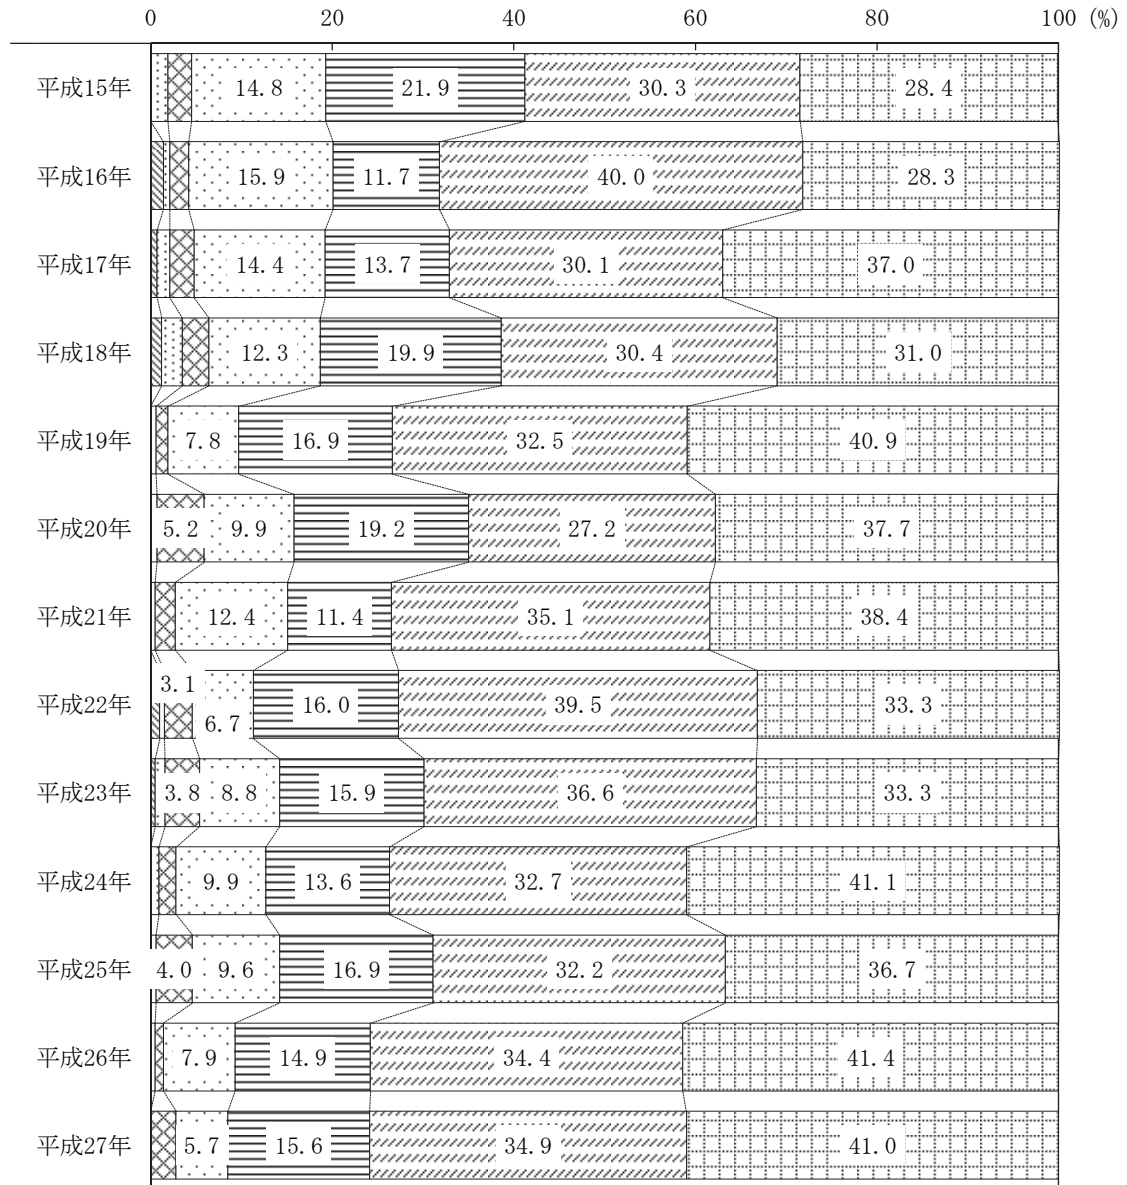 0 20 40 60 80 100 (%)
平成15年 14.8 21.9 30.3 28.4
平成16年 15.9 11.7 40.0 28.3
平成17年 14.4 13.7 30.1 37.0
平成18年 12.3 19.9 30.4 31.0
平成19年 7.8 16.9 32.5 40.9
平成20年 5.2 9.9 19.2 27.2 37.7
平成21年 12.4 11.4 35.1 38.4
平成22年 3.1 6.7 16.0 39.5 33.3
平成23年 3.8 8.8 15.9 36.6 33.3
平成24年 9.9 13.6 32.7 41.1
平成25年 4.0 9.6 16.9 32.2 36.7
平成26年 7.9 14.9 34.4 41.4
平成27年 5.7 15.6 34.9 41.0